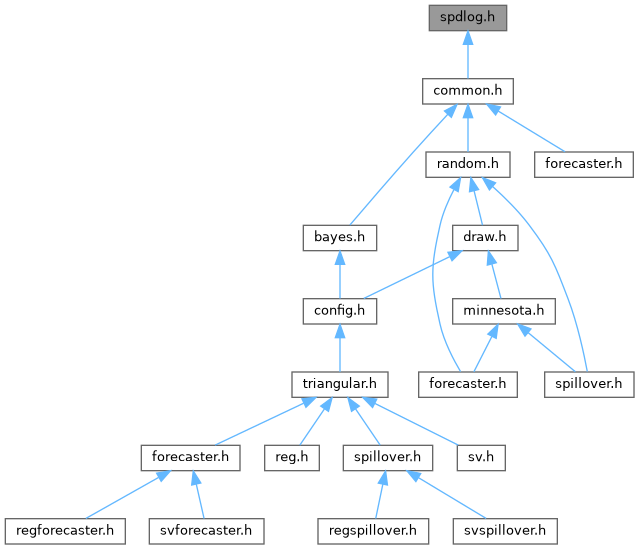 spdlog.h
common.h
random.h
forecaster.h
bayes.h
draw.h
config.h
minnesota.h
triangular.h
forecaster.h
spillover.h
forecaster.h
reg.h
spillover.h
sv.h
regforecaster.h
svforecaster.h
regspillover.h
svspillover.h